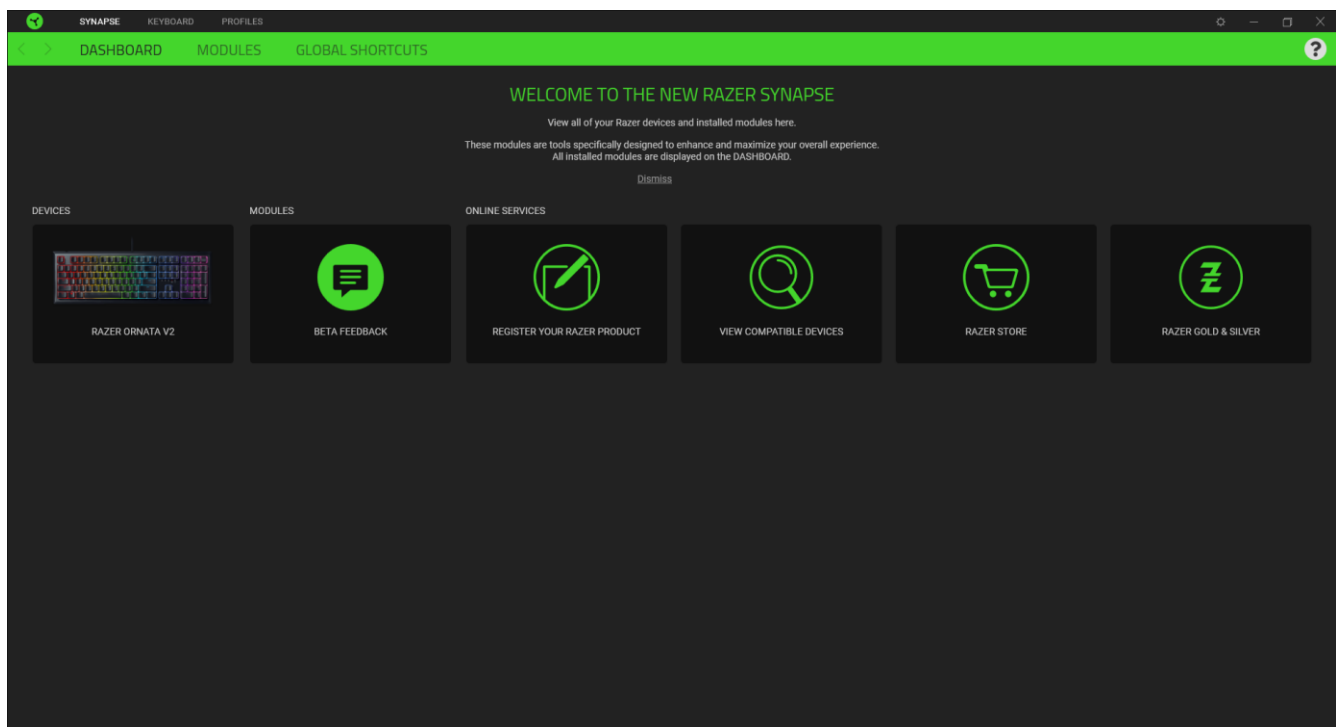 SYNAPSE KEYBOARD PROFILES
DASHBOARD MODULES GLOBAL SHORTCUTS
?
WELCOME TO THE NEW RAZER SYNAPSE
View all of your Razer devices and installed modules here.
These modules are tools specifically designed to enhance and maximize your overall experience.
All installed modules are displayed on the DASHBOARD.
Dismiss
DEVICES MODULES ONLINE SERVICES
RAZER ORNATA V2 BETA FEEDBACK REGISTER YOUR RAZER PRODUCT VIEW COMPATIBLE DEVICES RAZER STORE RAZER GOLD & SILVER